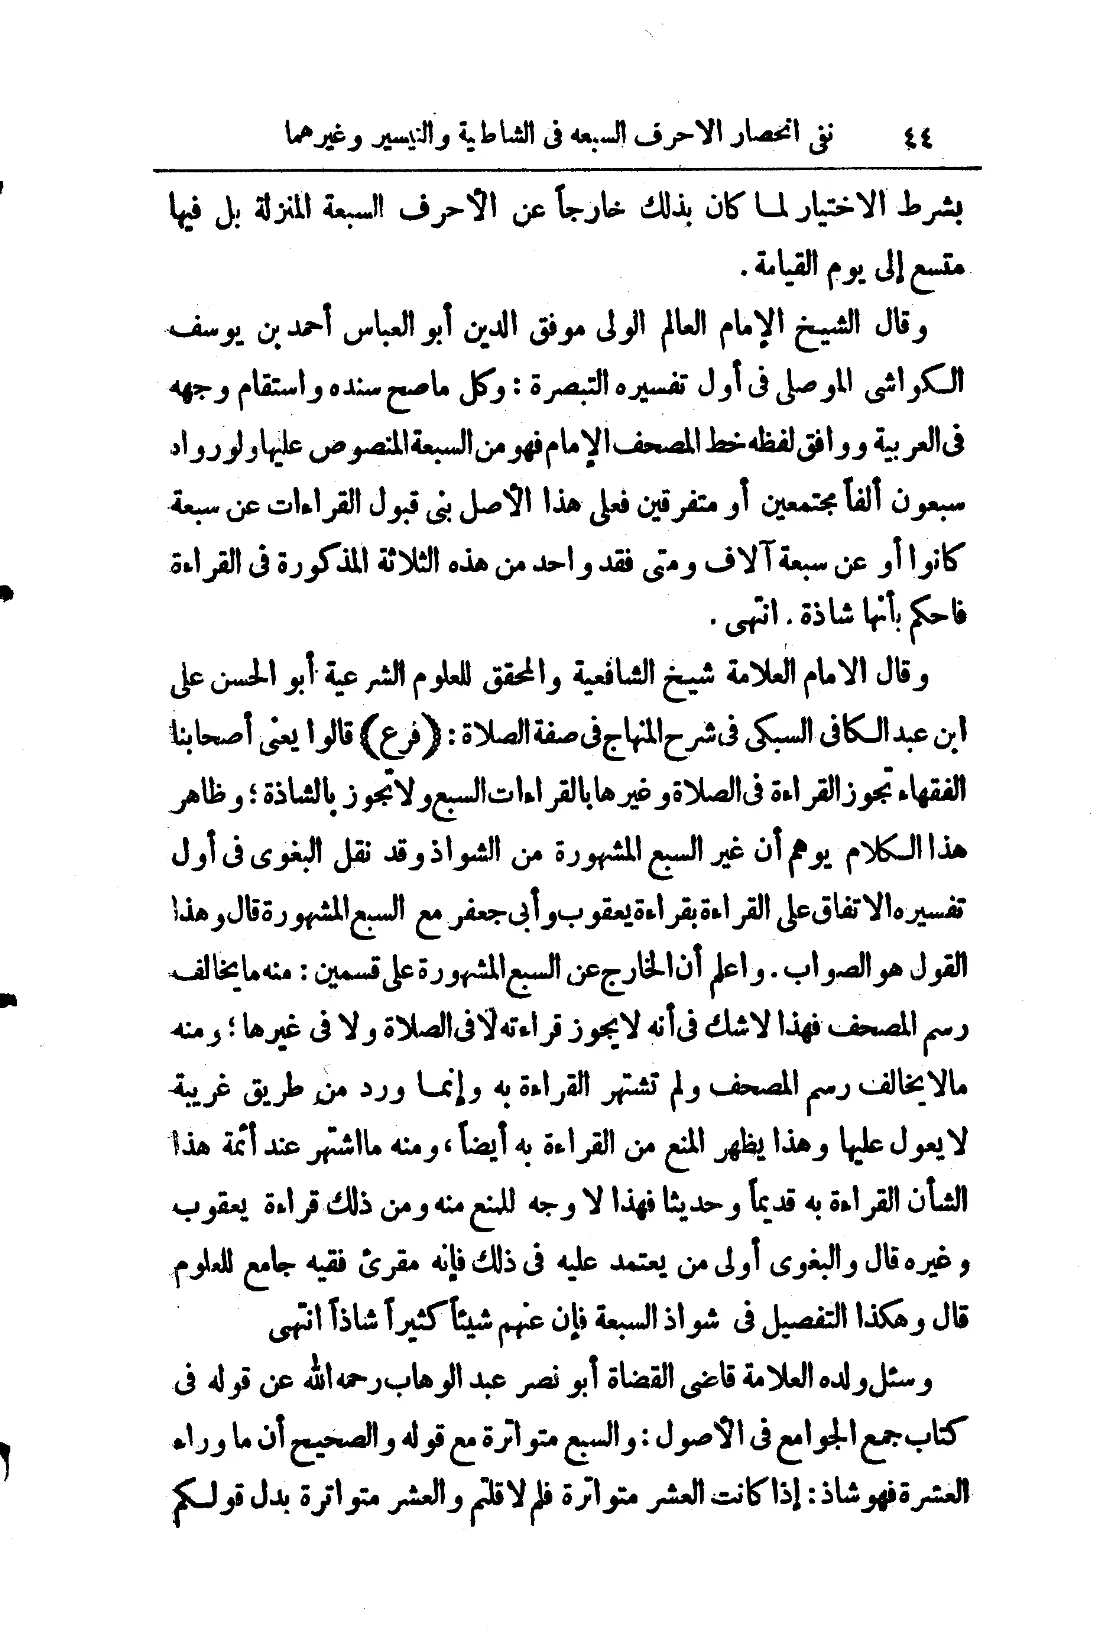 ٤٤ نفى انحصار الاحرف السبعه فى الشاطبية والتيسير وغيرهما
بشرط الاختيار لما كان بذلك خارجاً عن الأحرف السبعة المنزلة بل فيها
متسع إلى يوم القيامة .
وقال الشيخ الإمام العالم الولى موفق الدين أبو العباس أحمد بن يوسف
الكواشى الموصلى فى أول تفسيره التبصرة : وكل ماصح سنده واستقام وجهه
فى العربية ووافق لفظه خط المصحف الإمام فهو من السبعة المنصوص عليها ولو رواه
سبعون ألفاً مجتمعين أو متفرقين فعلى هذا الأصل بنى قبول القراءات عن سبعة
كانوا أو عن سبعة آلاف ومتى فقد واحد من هذه الثلاثة المذكورة فى القراءة
فاحكم بأنها شاذة . انتهى .
وقال الامام العلامة شيخ الشافعية والمحقق للعلوم الشرعية أبو الحسن على
ابن عبد الكافى السبكى فى شرح المنهاج فى صفة الصلاة : (فرع) قالوا يعنى أصحابنا
الفقهاء تجوز القراءة فى الصلاة وغيرها بالقراءات السبع ولا تجوز بالشاذة ؛ وظاهر
هذا الكلام يوهم أن غير السبع المشهورة من الشواذ وقد نقل البغوى فى أول
تفسيره الاتفاق على القراءة بقراءة يعقوب وأبى جعفر مع السبع المشهورة قال وهذا
القول هو الصواب . واعلم أن الخارج عن السبع المشهورة على قسمين : منه ما يخالف
رسم المصحف فهذا لاشك فى أنه لايجوز قراءته لا فى الصلاة ولا فى غيرها ؛ ومنه
مالا يخالف رسم المصحف ولم تشتهر القراءة به وإنما ورد من طريق غريبة
لا يعول عليها وهذا يظهر المنع من القراءة به أيضاً ، ومنه مااشتهر عند أئمة هذا
الشأن القراءة به قديماً وحديثا فهذا لا وجه للمنع منه ومن ذلك قراءة يعقوب
وغيره قال والبغوى أولى من يعتمد عليه فى ذلك فإنه مقرئ فقيه جامع للعلوم
قال وهكذا التفصيل فى شواذ السبعة فإن عنهم شيئاً كثيراً شاذاً انتهى
وسئل ولده العلامة قاضى القضاة أبو نصر عبد الوهاب رحمه الله عن قوله فى
كتاب جمع الجوامع فى الأصول : والسبع متواترة مع قوله والصحيح أن ما وراء
العشرة فهو شاذ : إذا كانت العشر متواترة فلم لا قلتم والعشر متواترة بدل قولكم